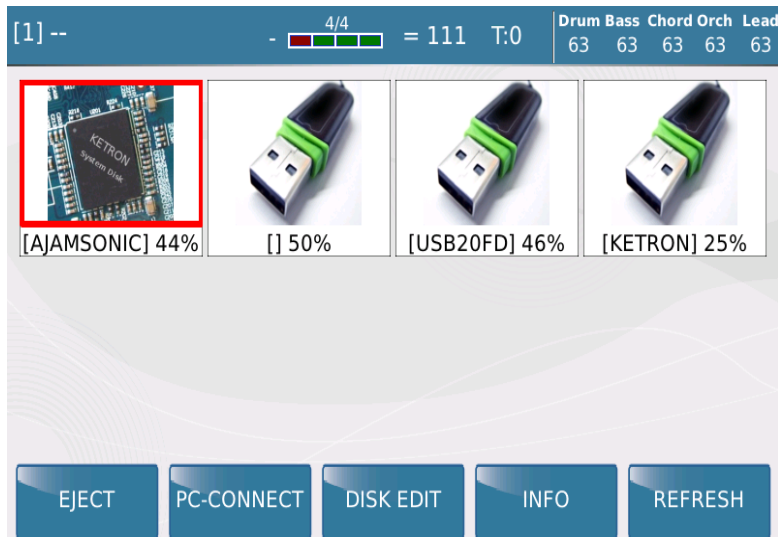 [1] --
- 4/4 = 111 T:0
Drum Bass Chord Orch Lead
63 63 63 63 63
KETRON
System Disk
[AJAMSONIC] 44%
[] 50%
[USB20FD] 46%
[KETRON] 25%
EJECT
PC-CONNECT
DISK EDIT
INFO
REFRESH